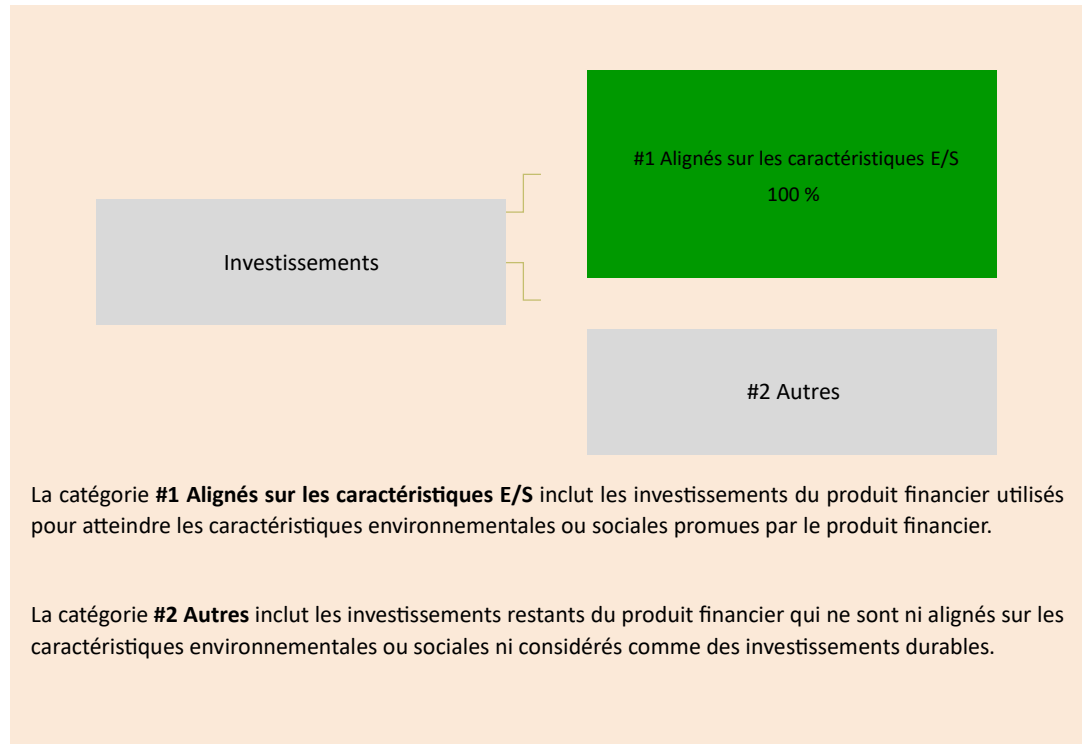 #1 Alignés sur les caractéristiques E/S
100 %
Investissements
#2 Autres
La catégorie #1 Alignés sur les caractéristiques E/S inclut les investissements du produit financier utilisés
pour atteindre les caractéristiques environnementales ou sociales promues par le produit financier.
La catégorie #2 Autres inclut les investissements restants du produit financier qui ne sont ni alignés sur les
caractéristiques environnementales ou sociales ni considérés comme des investissements durables.